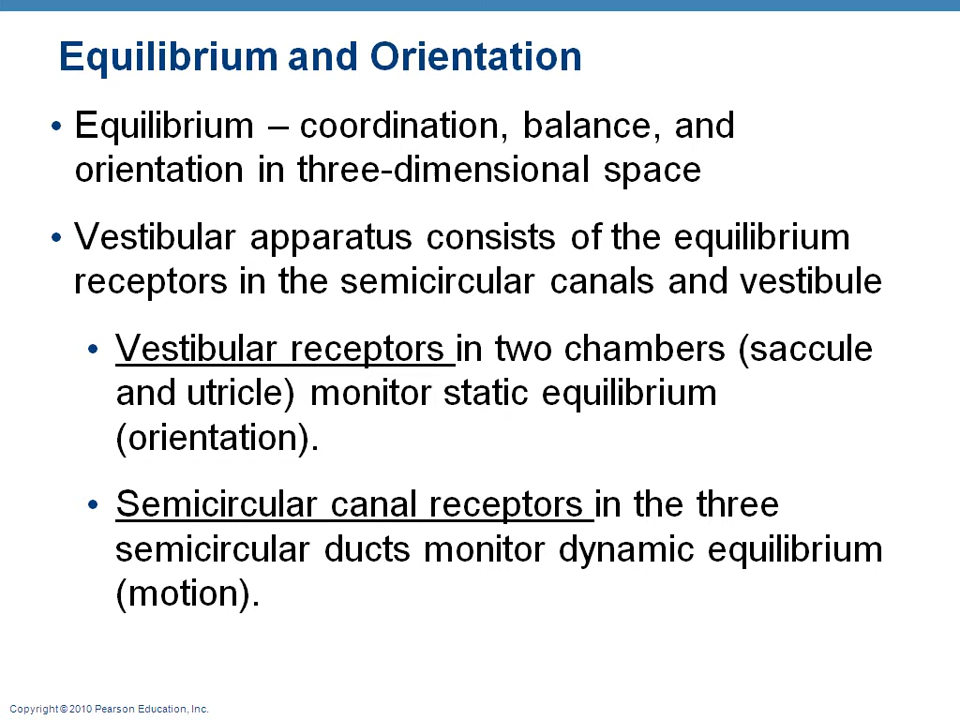 Equilibrium and Orientation
• Equilibrium – coordination, balance, and
orientation in three-dimensional space
• Vestibular apparatus consists of the equilibrium
receptors in the semicircular canals and vestibule
• Vestibular receptors in two chambers (saccule
and utricle) monitor static equilibrium
(orientation).
• Semicircular canal receptors in the three
semicircular ducts monitor dynamic equilibrium
(motion).
Copyright © 2010 Pearson Education, Inc.